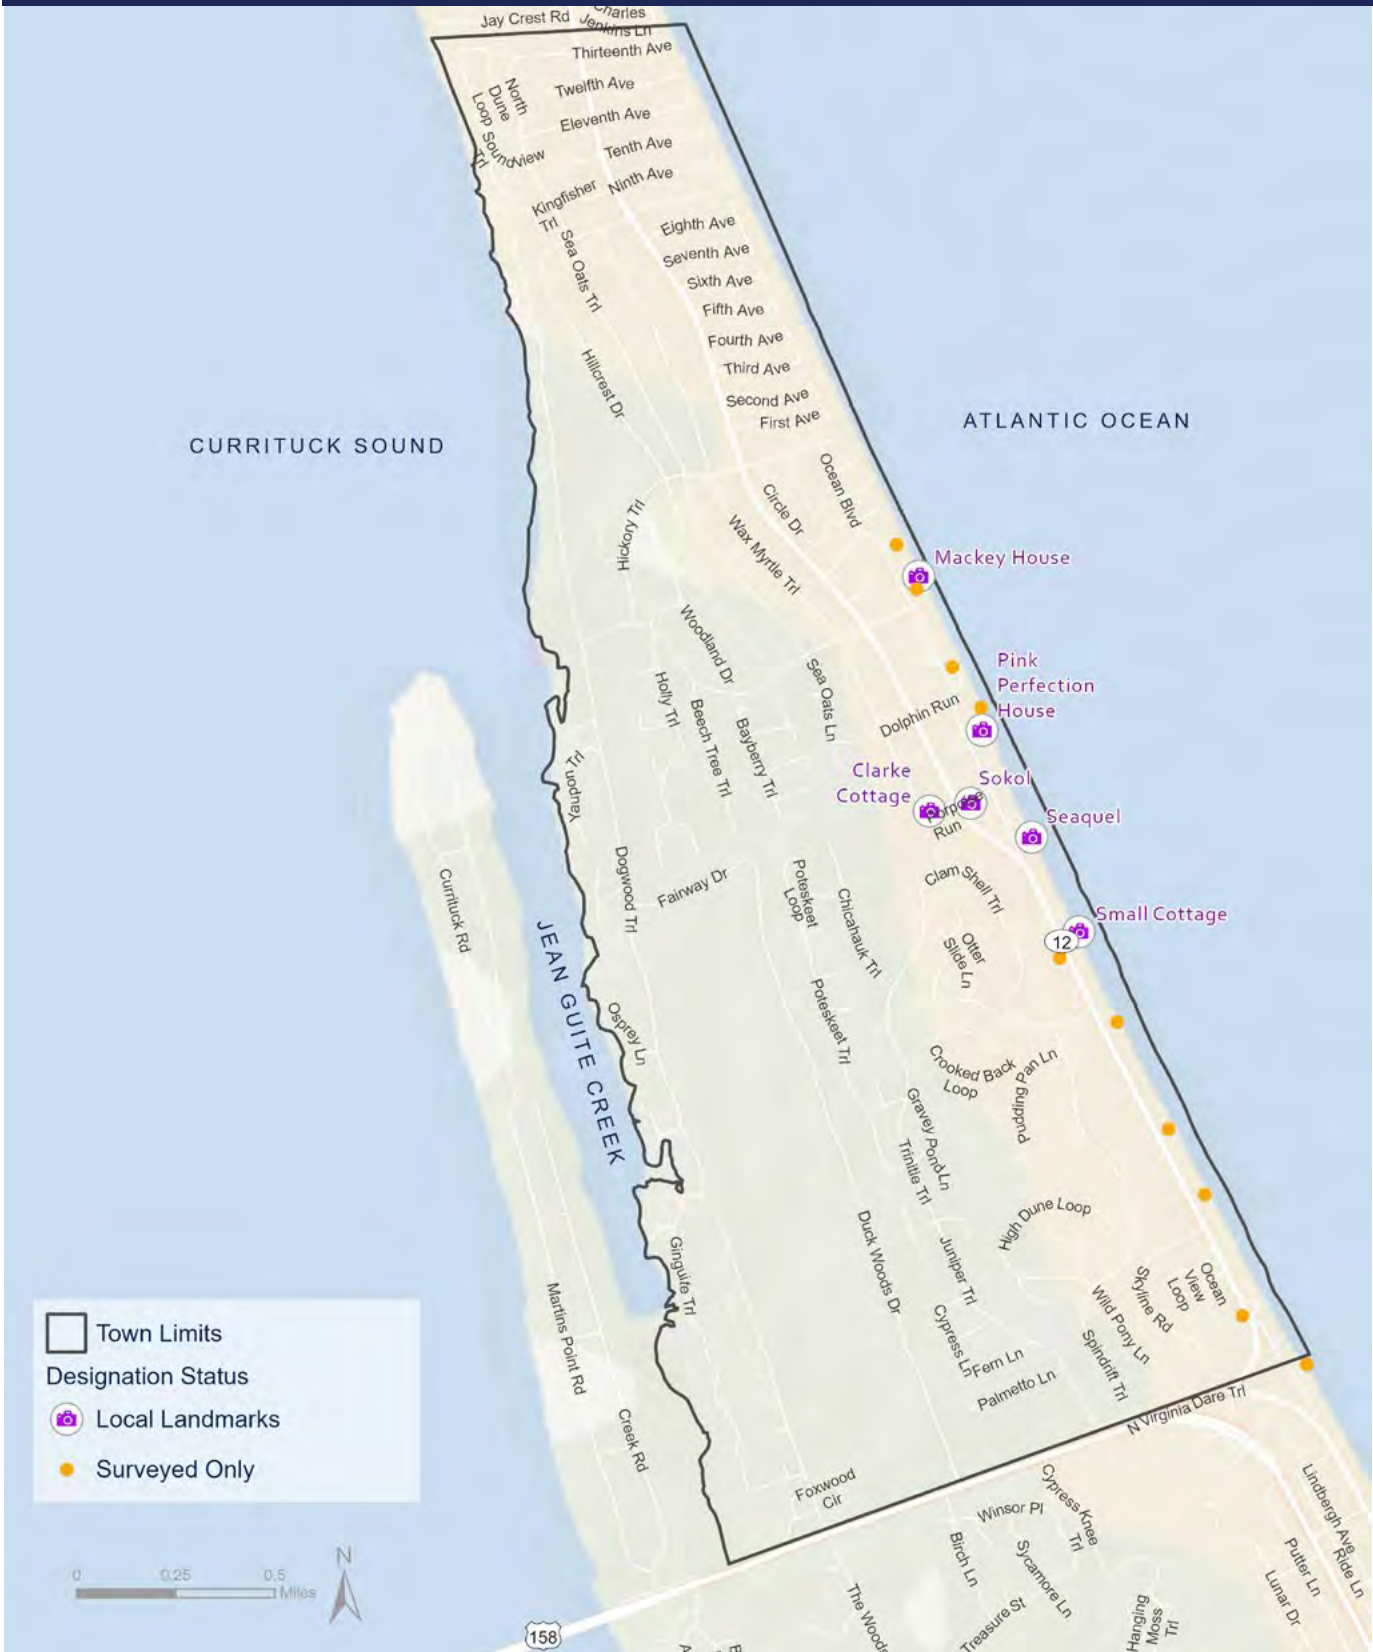 Jay Crest Rd
Charles
Jenkins Ln
Thirteenth Ave
North
Dune
Loop
Trl
Twelfth Ave
Eleventh Ave
Soundview
Tenth Ave
Ninth Ave
Kingfisher
Trl
Sea Oats Trl
Eighth Ave
Seventh Ave
Sixth Ave
Fifth Ave
Fourth Ave
Third Ave
Second Ave
First Ave
Hillcrest Dr
CURRITUCK SOUND
ATLANTIC OCEAN
Ocean Blvd
Circle Dr
Hickory Trl
Wax Myrtle Trl
Mackey House
Woodland Dr
Pink
Perfection
House
Sea Oats Ln
Holly Trl
Beech Tree Trl
Bayberry Trl
Dolphin Run
Yaupon Trl
Clarke
Cottage
Sokol
Porpoise
Run
Seaquel
Dogwood Trl
Fairway Dr
Poteskeet
Loop
Chicahauk Trl
Clam Shell Trl
Currituck Rd
Small Cottage
12
Otter
Slide Ln
JEAN GUITE CREEK
Poteskeet Trl
Osprey Ln
Crooked Back
Loop
Pudding Pan Ln
Gravey Pond Ln
Trinitie Trl
High Dune Loop
Duck Woods Dr
Juniper Trl
Ginguite Trl
Ocean
View
Loop
Skyline Rd
Wild Pony Ln
Spindrift Trl
Martins Point Rd
Cypress Ln
Fern Ln
Palmetto Ln
N Virginia Dare Trl
Creek Rd
Foxwood
Cir
Town Limits
Designation Status
Local Landmarks
Surveyed Only
Winsor Pl
Cypress Knee
Trl
Birch Ln
Sycamore Ln
Treasure St
Hanging
Moss
Trl
Lindbergh Ave
Ride Ln
Putter Ln
Lunar Dr
The Woods
0
0.25
0.5
Miles
N
158